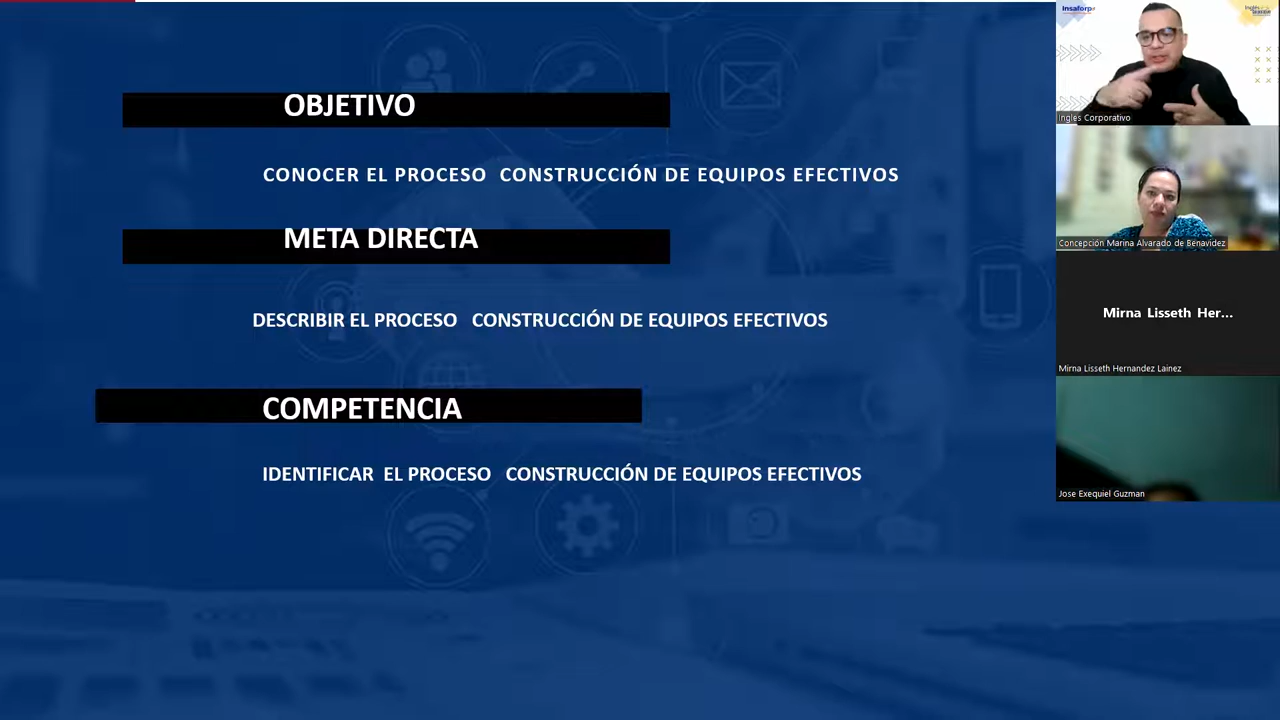 OBJETIVO
CONOCER EL PROCESO CONSTRUCCIÓN DE EQUIPOS EFECTIVOS
META DIRECTA
DESCRIBIR EL PROCESO CONSTRUCCIÓN DE EQUIPOS EFECTIVOS
COMPETENCIA
IDENTIFICAR EL PROCESO CONSTRUCCIÓN DE EQUIPOS EFECTIVOS
Insaforp
Ingles Corporativo
Concepción Marina Alvarado de Benavidez
Mirna Lisseth Her...
Mirna Lisseth Hernandez Lainez
Jose Exequiel Guzman